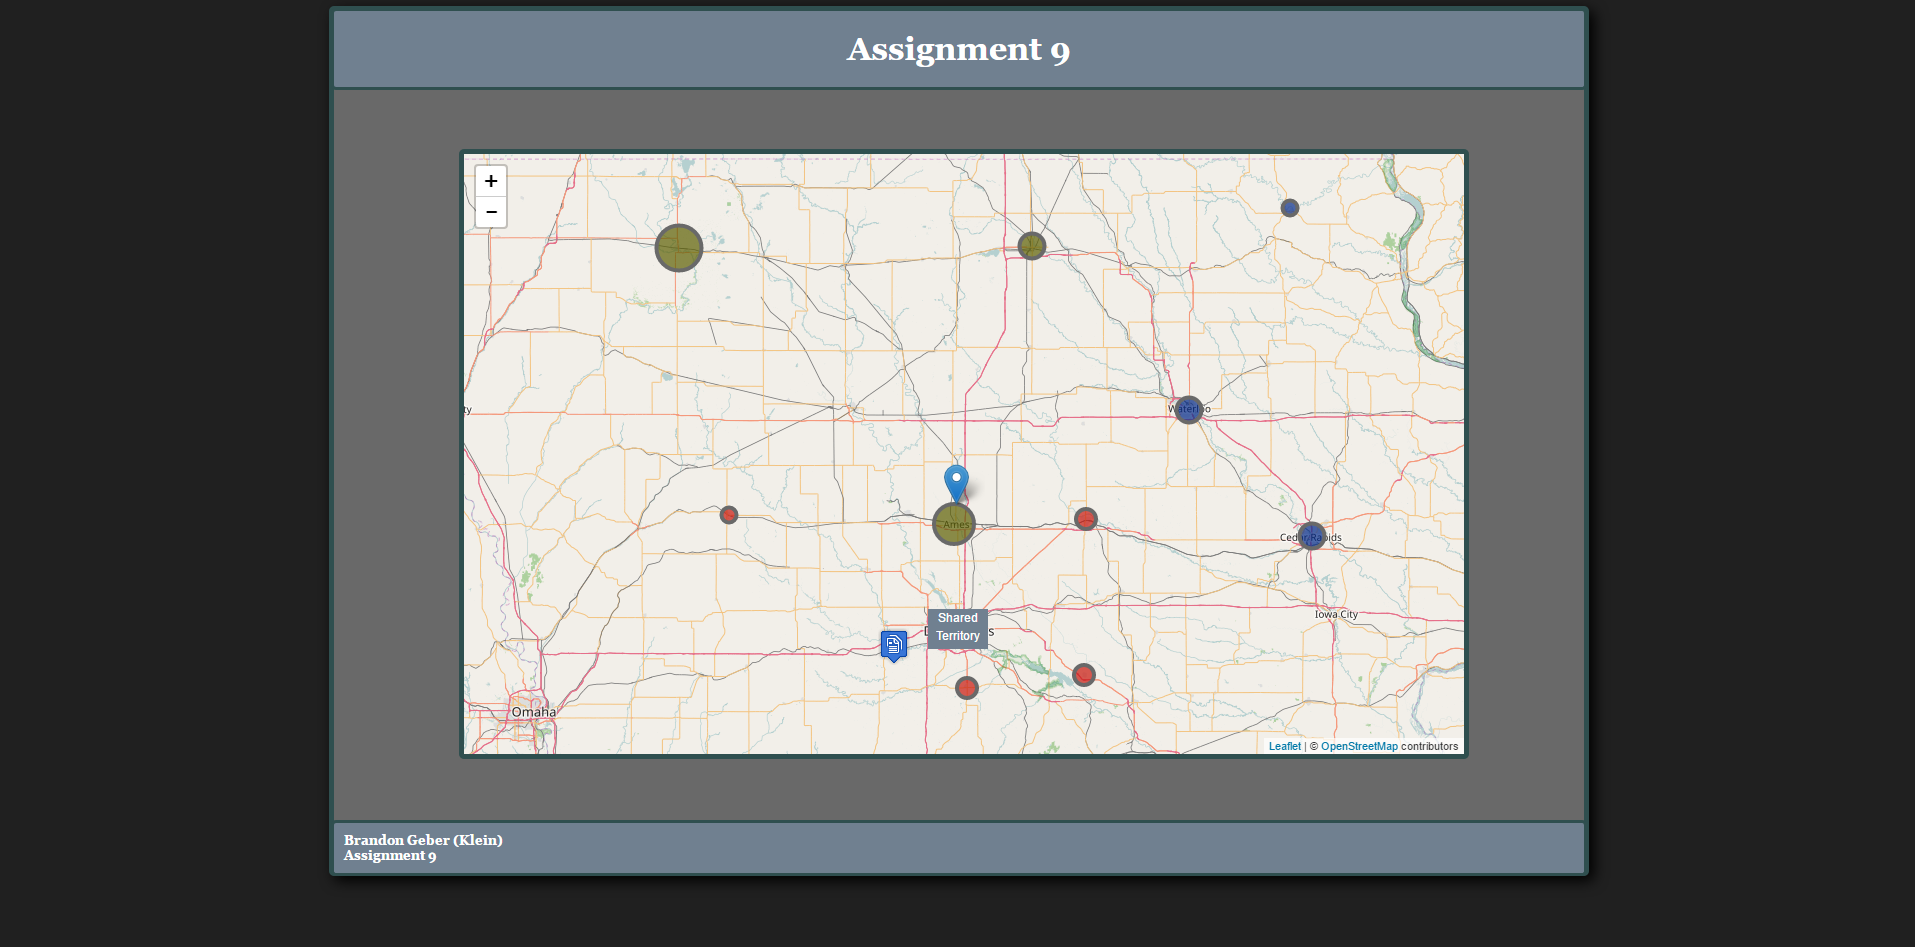 Assignment 9
+
−
ty
Waterloo
Ames
Cedar Rapids
Iowa City
Shared
Territory
Omaha
Leaflet | © OpenStreetMap contributors
Brandon Geber (Klein)
Assignment 9